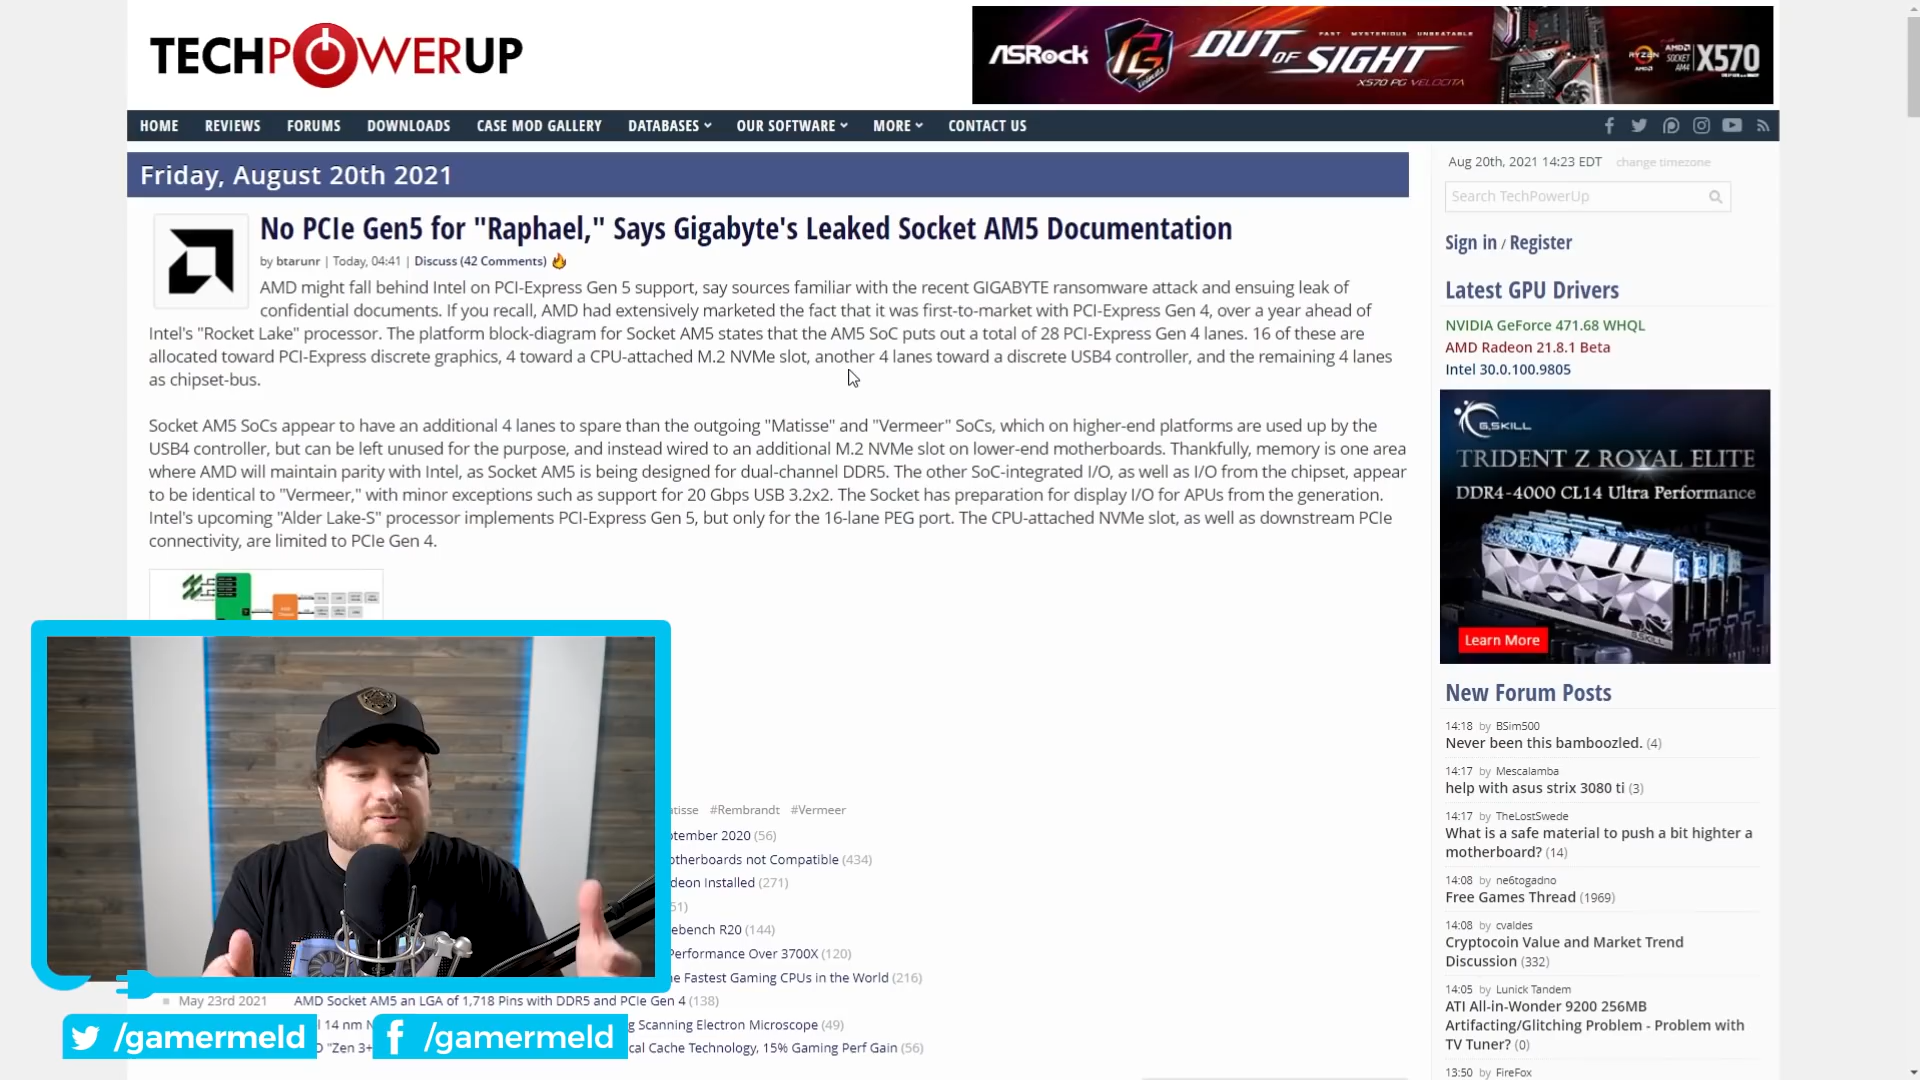 TECHPOWERUP
ASRock
OUT OF SIGHT
FAST MYSTERIOUS UNBEATABLE
X570 PG VELOCITA
RYZEN
AMD SOCKET AM4
X570
HOME REVIEWS FORUMS DOWNLOADS CASE MOD GALLERY DATABASES OUR SOFTWARE MORE CONTACT US
Friday, August 20th 2021
No PCIe Gen5 for "Raphael," Says Gigabyte's Leaked Socket AM5 Documentation
by btarunr | Today, 04:41 | Discuss (42 Comments)
AMD might fall behind Intel on PCI-Express Gen 5 support, say sources familiar with the recent GIGABYTE ransomware attack and ensuing leak of
confidential documents. If you recall, AMD had extensively marketed the fact that it was first-to-market with PCI-Express Gen 4, over a year ahead of
Intel's "Rocket Lake" processor. The platform block-diagram for Socket AM5 states that the AM5 SoC puts out a total of 28 PCI-Express Gen 4 lanes. 16 of these are
allocated toward PCI-Express discrete graphics, 4 toward a CPU-attached M.2 NVMe slot, another 4 lanes toward a discrete USB4 controller, and the remaining 4 lanes
as chipset-bus.
Socket AM5 SoCs appear to have an additional 4 lanes to spare than the outgoing "Matisse" and "Vermeer" SoCs, which on higher-end platforms are used up by the
USB4 controller, but can be left unused for the purpose, and instead wired to an additional M.2 NVMe slot on lower-end motherboards. Thankfully, memory is one area
where AMD will maintain parity with Intel, as Socket AM5 is being designed for dual-channel DDR5. The other SoC-integrated I/O, as well as I/O from the chipset, appear
to be identical to "Vermeer," with minor exceptions such as support for 20 Gbps USB 3.2x2. The Socket has preparation for display I/O for APUs from the generation.
Intel's upcoming "Alder Lake-S" processor implements PCI-Express Gen 5, but only for the 16-lane PEG port. The CPU-attached NVMe slot, as well as downstream PCIe
connectivity, are limited to PCIe Gen 4.
atisse #Rembrandt #Vermeer
ptember 2020 (56)
otherboards not Compatible (434)
deon Installed (271)
51)
ebench R20 (144)
Performance Over 3700X (120)
he Fastest Gaming CPUs in the World (216)
May 23rd 2021 AMD Socket AM5 an LGA of 1,718 Pins with DDR5 and PCIe Gen 4 (138)
l 14 nm N
g Scanning Electron Microscope (49)
D "Zen 3+
cal Cache Technology, 15% Gaming Perf Gain (56)
/gamermeld
/gamermeld
Aug 20th, 2021 14:23 EDT change timezone
Search TechPowerUp
Sign in / Register
Latest GPU Drivers
NVIDIA GeForce 471.68 WHQL
AMD Radeon 21.8.1 Beta
Intel 30.0.100.9805
G.SKILL
TRIDENT Z ROYAL ELITE
DDR4-4000 CL14 Ultra Performance
Learn More
New Forum Posts
14:18 by BSim500
Never been this bamboozled. (4)
14:17 by Mescalamba
help with asus strix 3080 ti (3)
14:17 by TheLostSwede
What is a safe material to push a bit highter a
motherboard? (14)
14:08 by ne6togadno
Free Games Thread (1969)
14:08 by cvaldes
Cryptocoin Value and Market Trend
Discussion (332)
14:05 by Lunick Tandem
ATI All-in-Wonder 9200 256MB
Artifacting/Glitching Problem - Problem with
TV Tuner? (0)
13:50 by FireFox